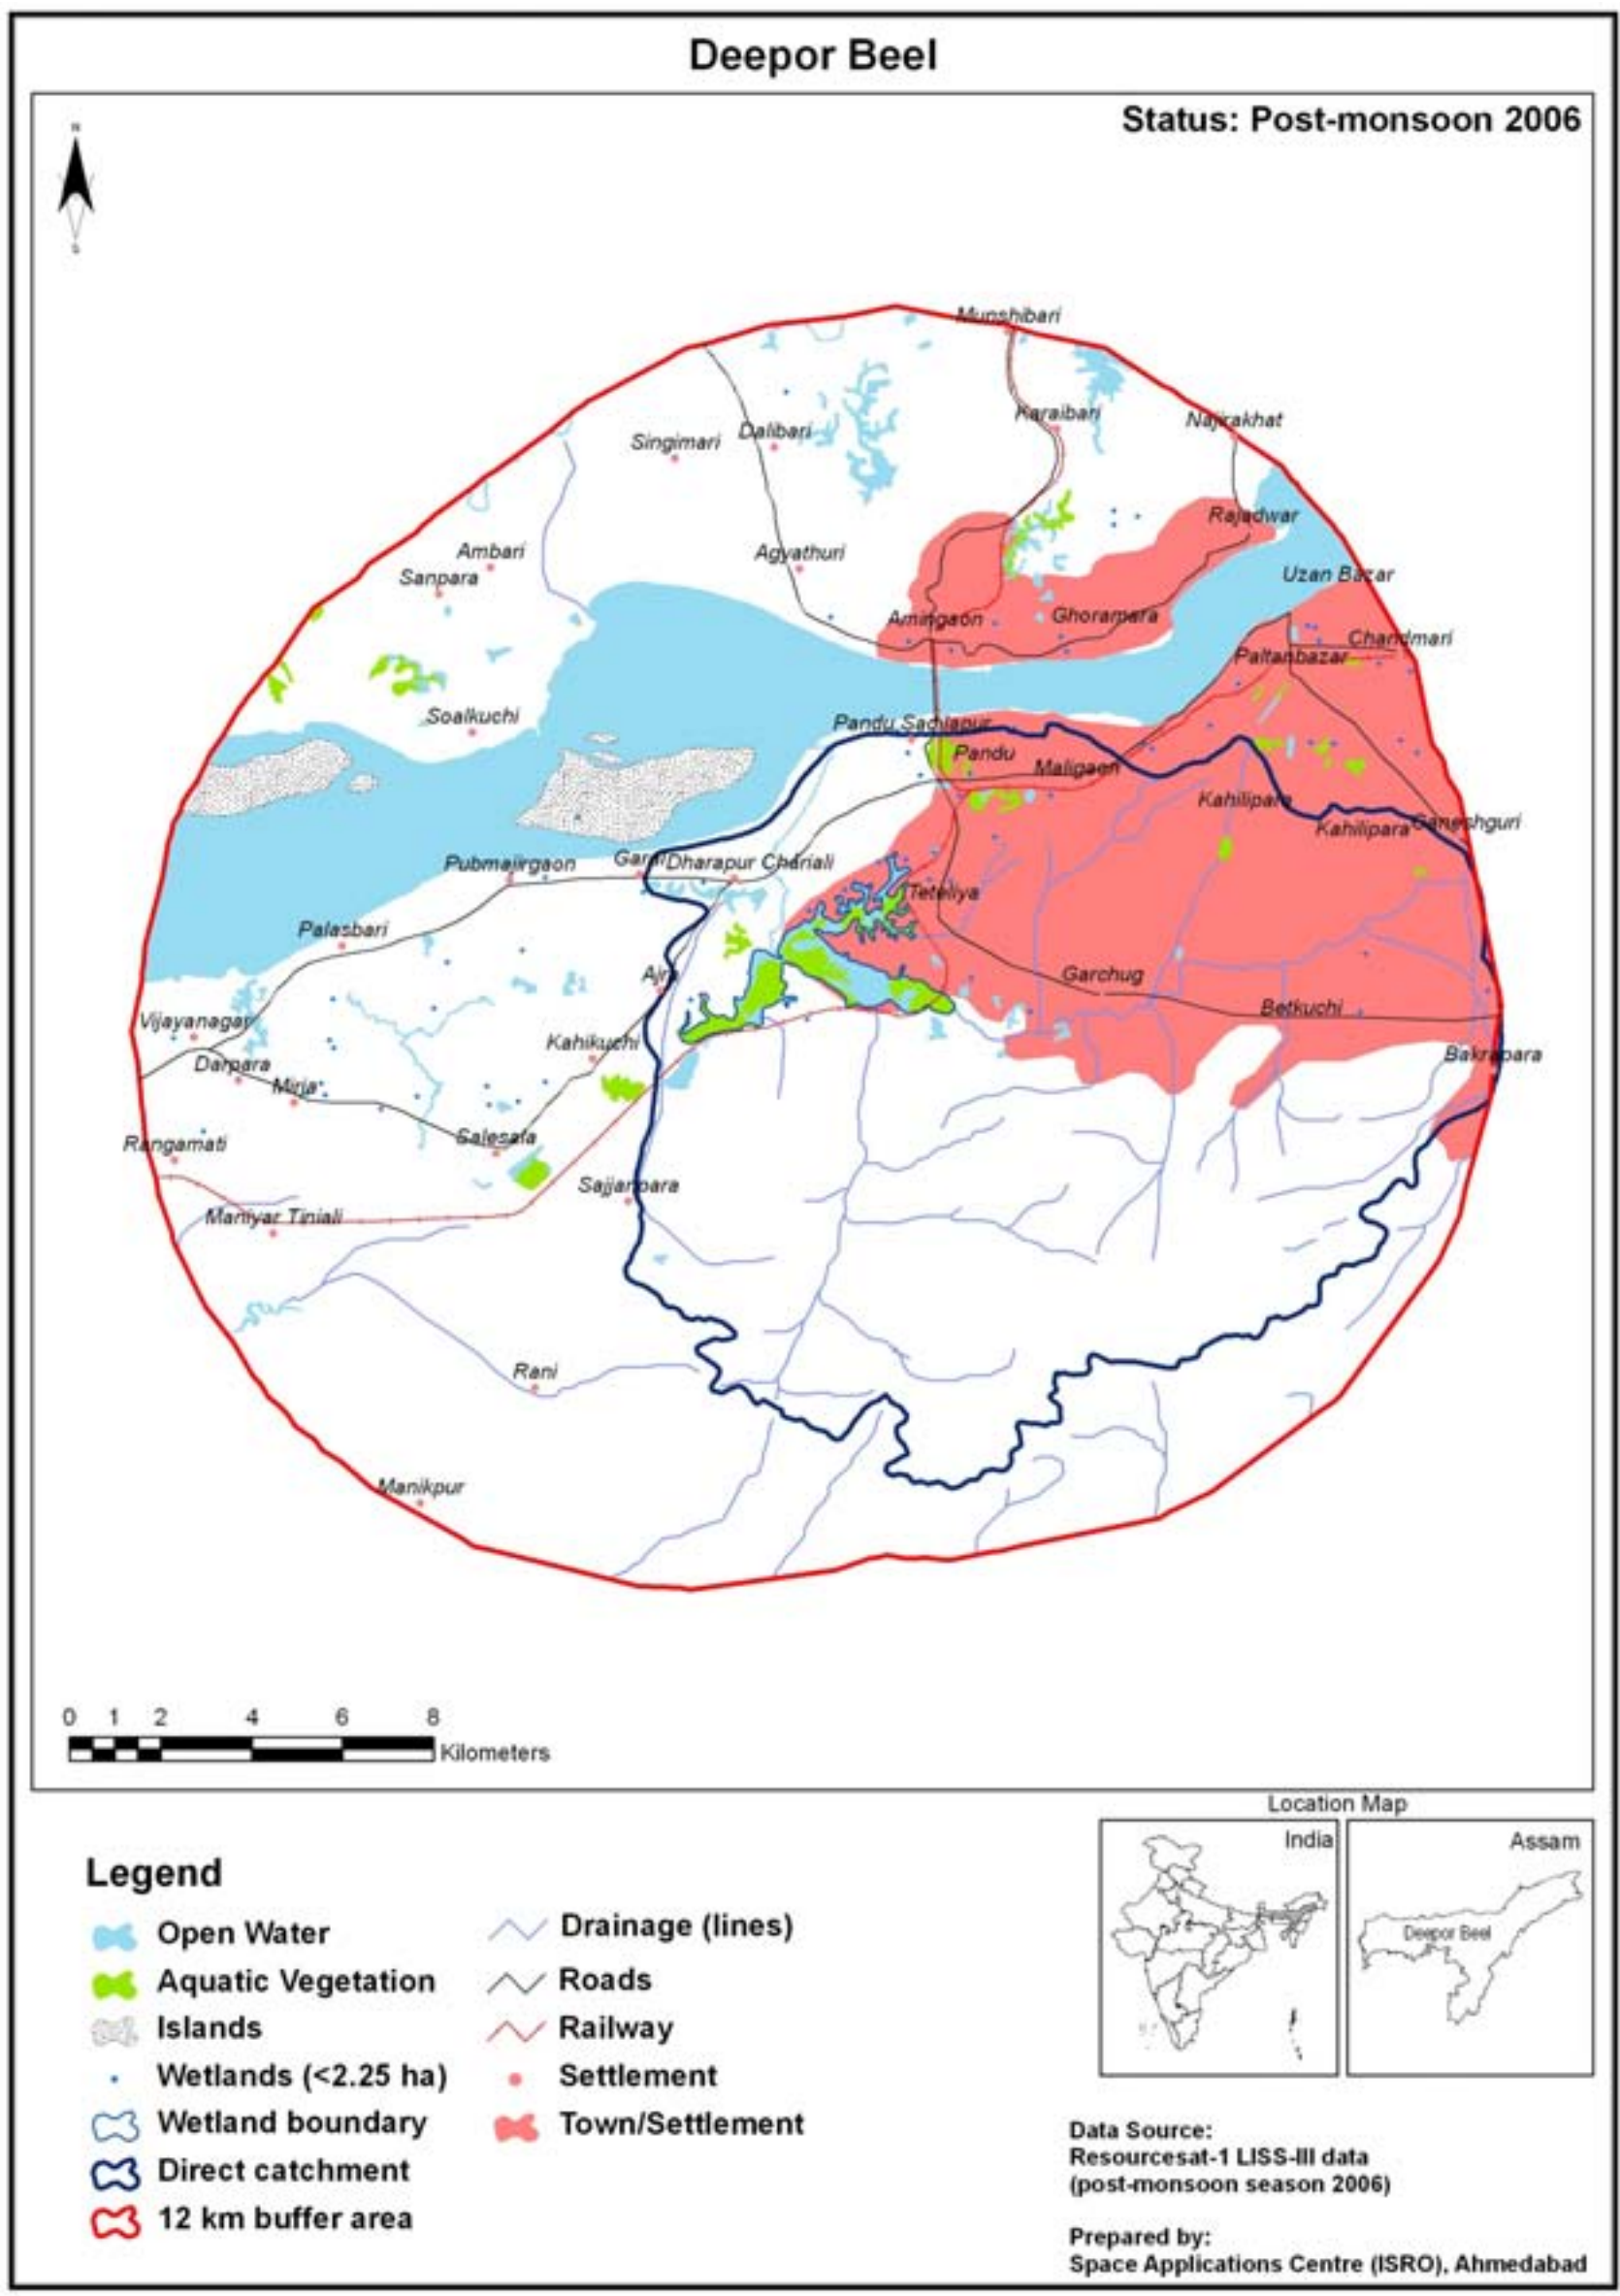 Deepor Beel
Status: Post-monsoon 2006
N
S
Munshibari
Karaibari
Najirakhat
Dalibari
Singimari
Rajadwar
Ambari
Agyathuri
Sanpara
Uzan Bazar
Amingaon
Ghoramara
Chandmari
Paltanbazar
Soalkuchi
Pandu Sadlapur
Pandu
Maligaon
Kahilipara
Kahilipara
Ganeshguri
Pubmajirgaon
Dharapur Chariali
Teteliya
Palasbari
Ajra
Garchug
Betkuchi
Vijayanagar
Kahikuchi
Bakrapara
Darpara
Mirja
Salesala
Rangamati
Sajjanpara
Maniyar Tiniali
Rani
Manikpur
0 1 2 4 6 8
Kilometers
Location Map
India
Assam
Deepor Beel
Legend
Open Water
Aquatic Vegetation
Islands
Wetlands (<2.25 ha)
Wetland boundary
Direct catchment
12 km buffer area
Drainage (lines)
Roads
Railway
Settlement
Town/Settlement
Data Source:
Resourcesat-1 LISS-III data
(post-monsoon season 2006)
Prepared by:
Space Applications Centre (ISRO), Ahmedabad